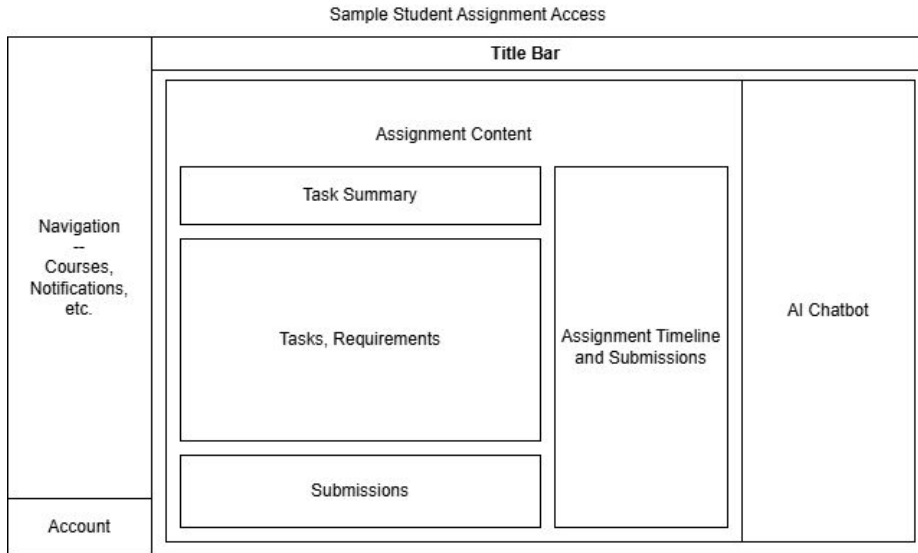 Sample Student Assignment Access
Title Bar
Navigation
--
Courses,
Notifications,
etc.
Account
Assignment Content
Task Summary
Tasks, Requirements
Submissions
Assignment Timeline
and Submissions
AI Chatbot